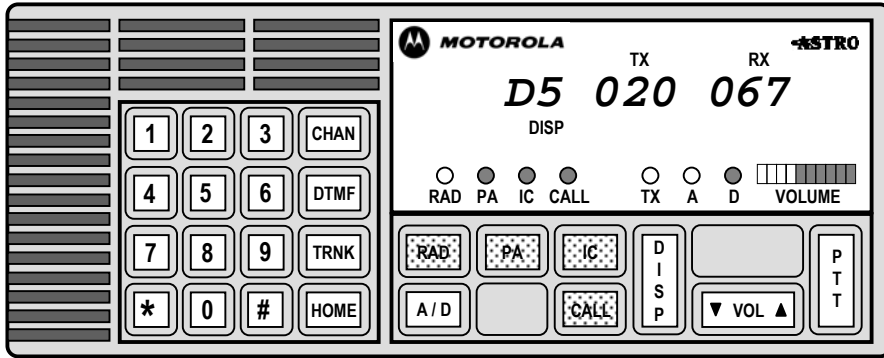 MOTOROLA ASTRO
TX RX
D5 020 067
DISP
RAD PA IC CALL TX A D VOLUME
1 2 3 CHAN
4 5 6 DTMF
7 8 9 TRNK
* 0 # HOME
RAD PA IC DISP PTT
A / D CALL ▼ VOL ▲